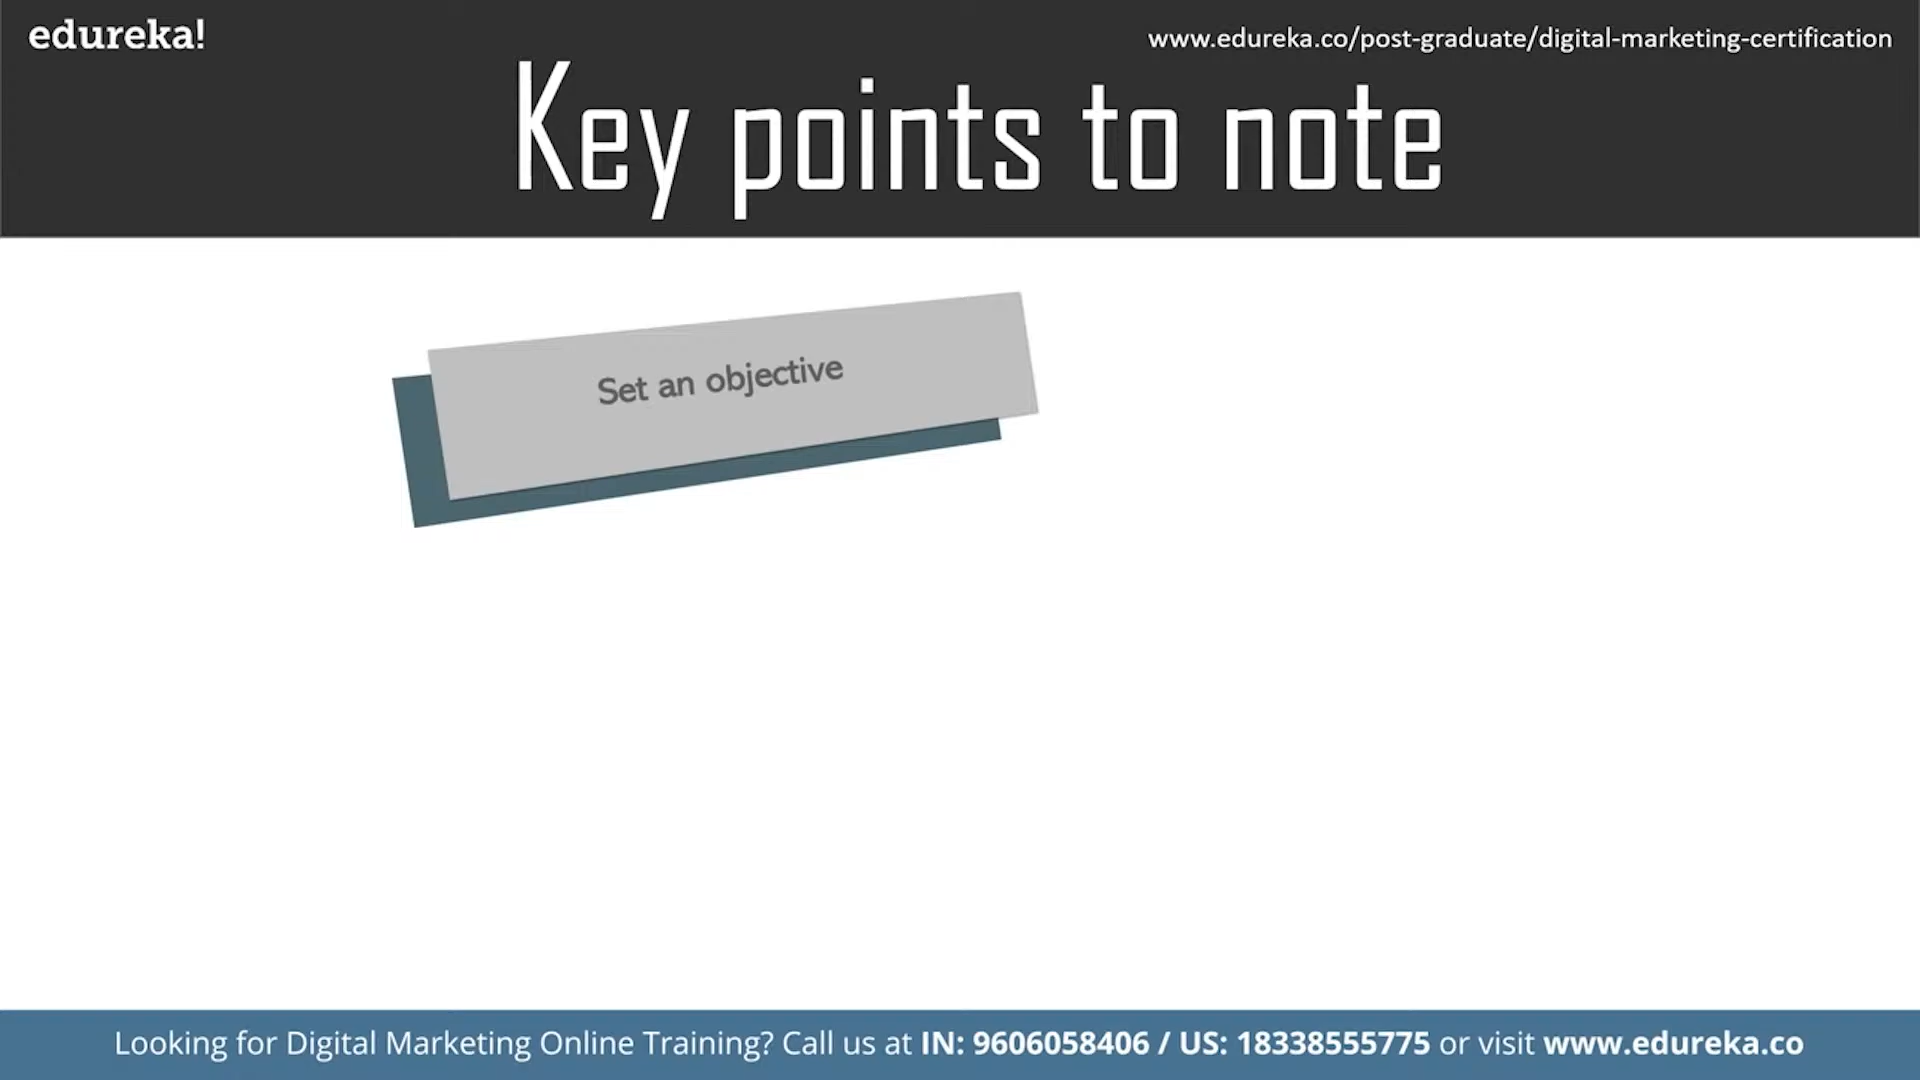 edureka!
www.edureka.co/post-graduate/digital-marketing-certification
Key points to note
Set an objective
Looking for Digital Marketing Online Training? Call us at IN: 9606058406 / US: 18338555775 or visit www.edureka.co